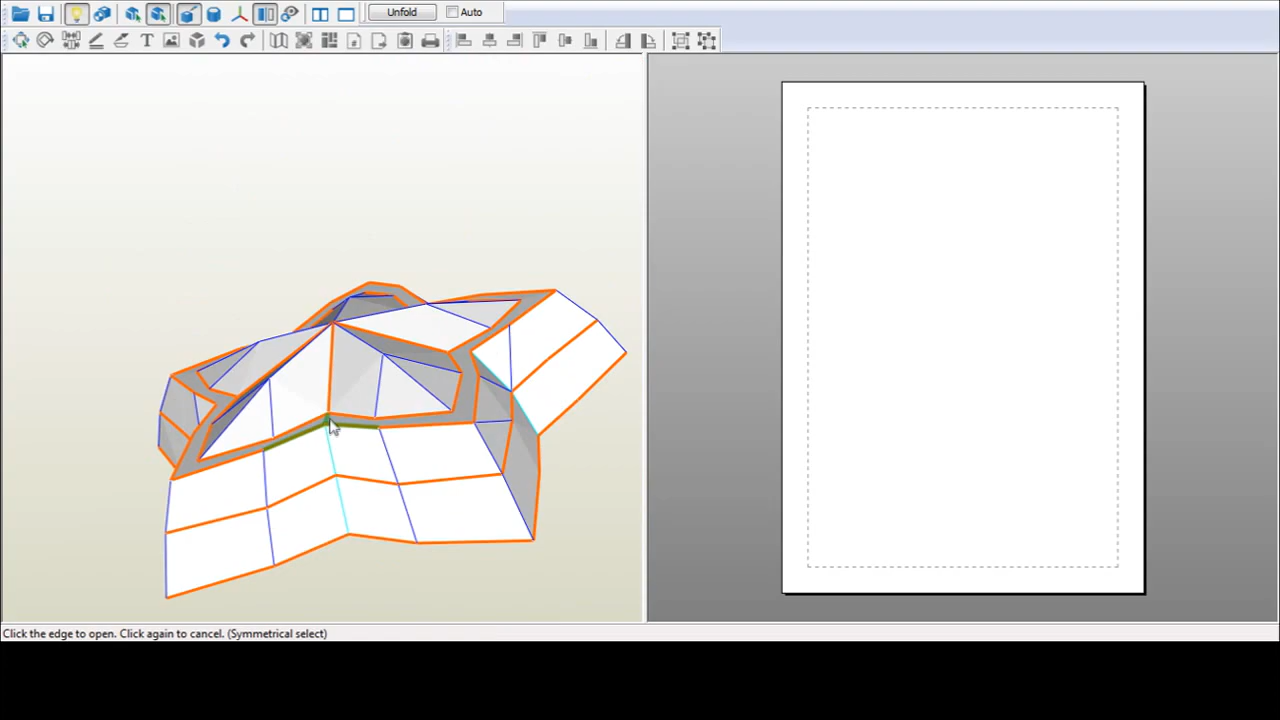 Unfold
Auto
Click the edge to open. Click again to cancel. (Symmetrical select)